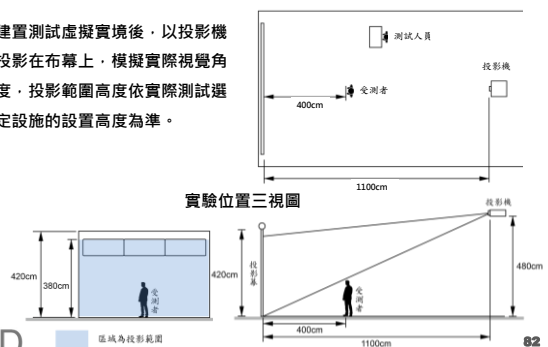 建置測試虛擬實境後，以投影機
投影在布幕上，模擬實際視覺角
度，投影範圍高度依實際測試選
定設施的設置高度為準。
測試人員
投影機
受測者
400cm
1100cm
實驗位置三視圖
投影機
420cm
380cm
受測者
420cm
投影幕
受測者
480cm
400cm
1100cm
D
區域為投影範圍
82